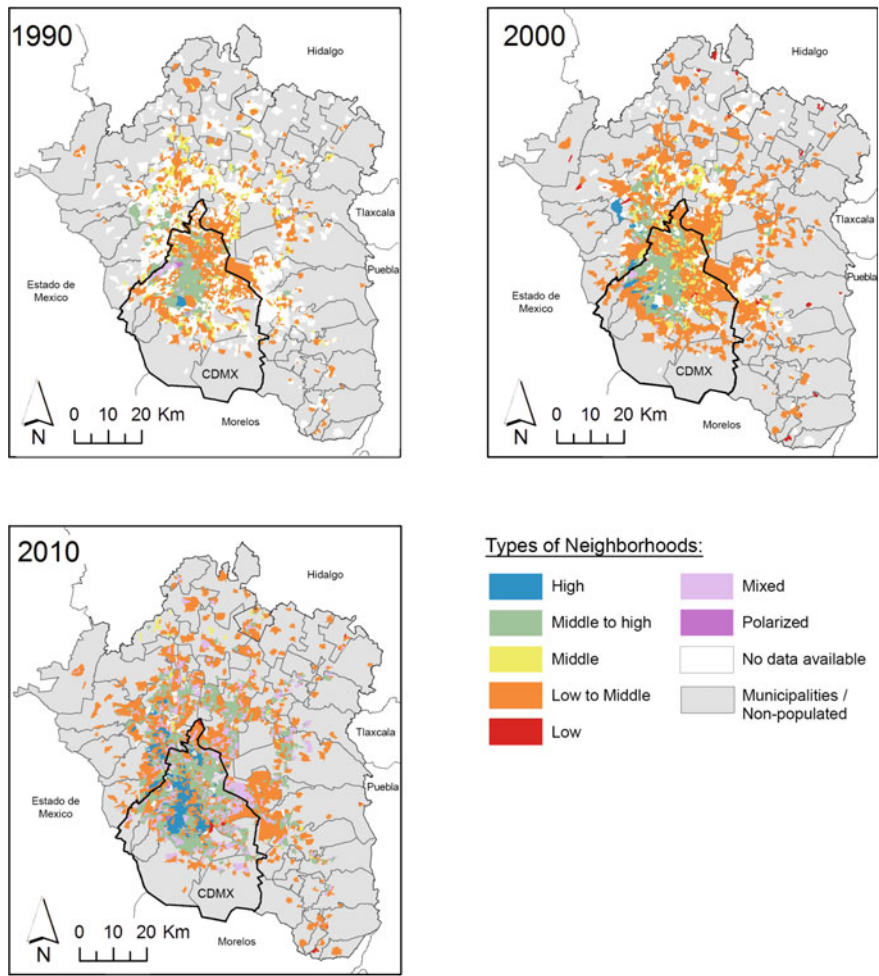 1990
Hidalgo
Tlaxcala
Puebla
Estado de
Mexico
CDMX
Morelos
0 10 20 Km
N
2000
Hidalgo
Tlaxcala
Puebla
Estado de
Mexico
CDMX
Morelos
0 10 20 Km
N
2010
Hidalgo
Tlaxcala
Puebla
Estado de
Mexico
CDMX
Morelos
0 10 20 Km
N
Types of Neighborhoods:
High
Middle to high
Middle
Low to Middle
Low
Mixed
Polarized
No data available
Municipalities /
Non-populated